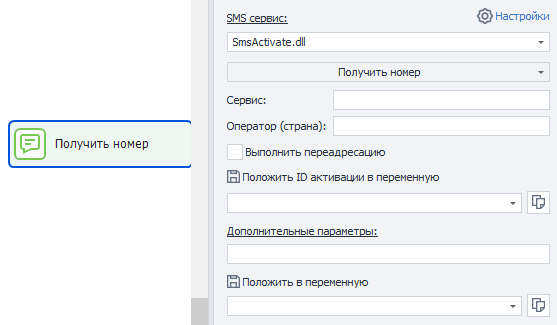 SMS сервис:
Настройки
SmsActivate.dll
Получить номер
Сервис:
Получить номер
Оператор (страна):
Выполнить переадресацию
Положить ID активации в переменную
Дополнительные параметры:
Положить в переменную